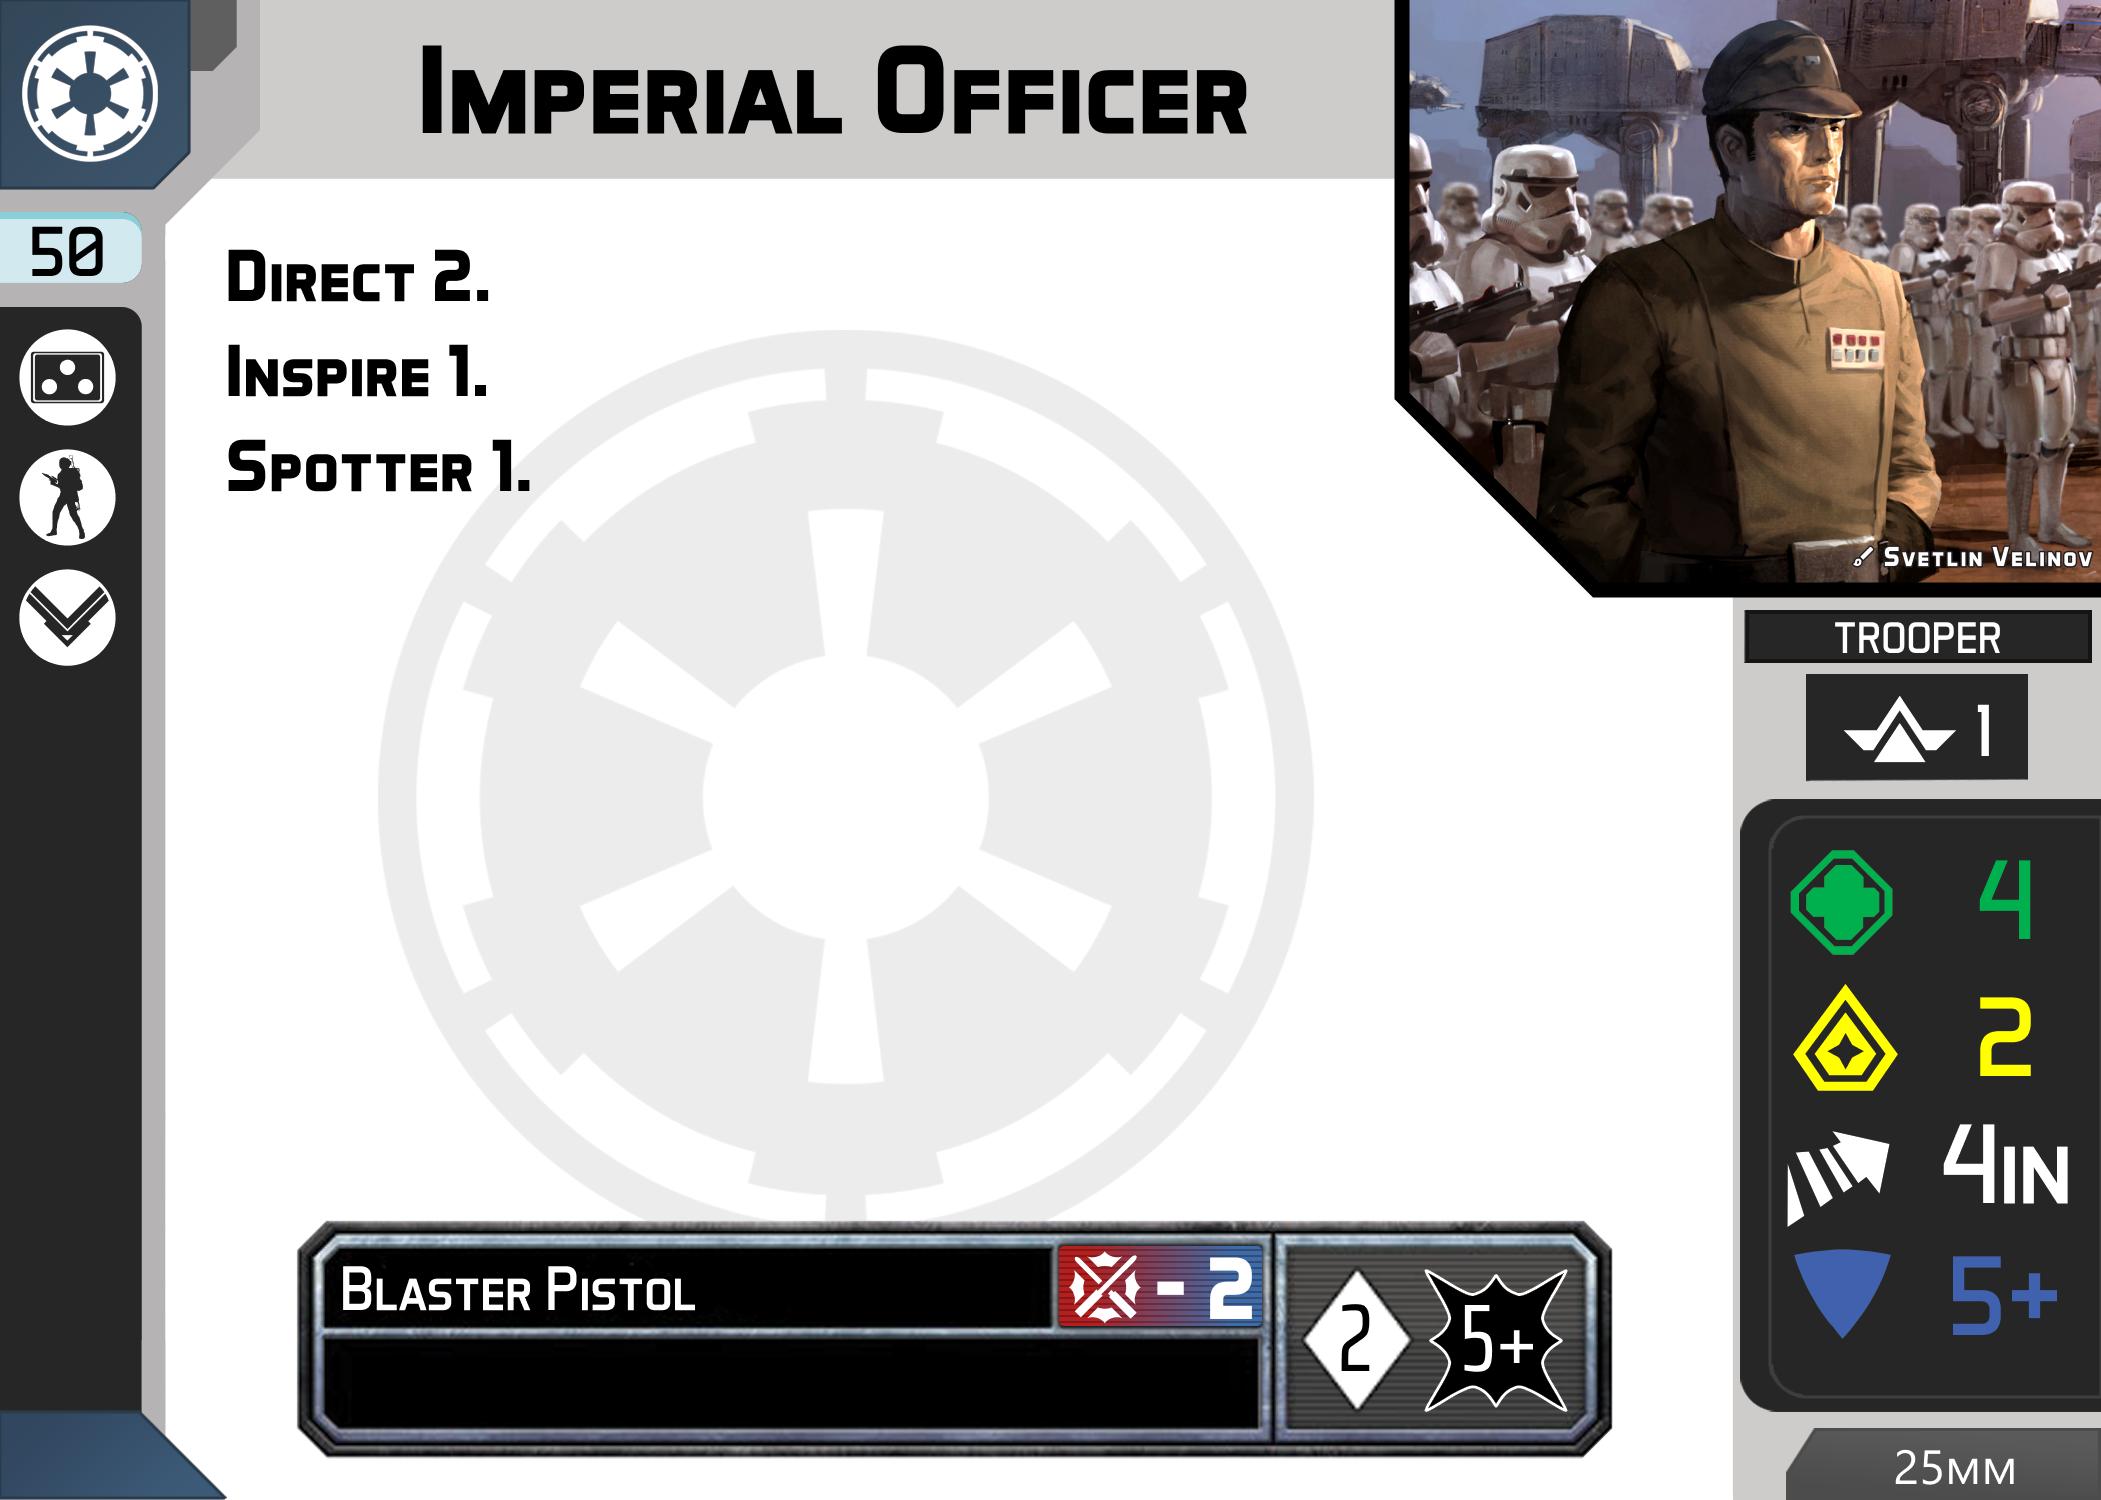 Imperial Officer
50
Direct 2.
Inspire 1.
Spotter 1.
Svetlin Velinov
TROOPER
1
4
2
4in
5+
Blaster Pistol
- 2
2
5+
25mm